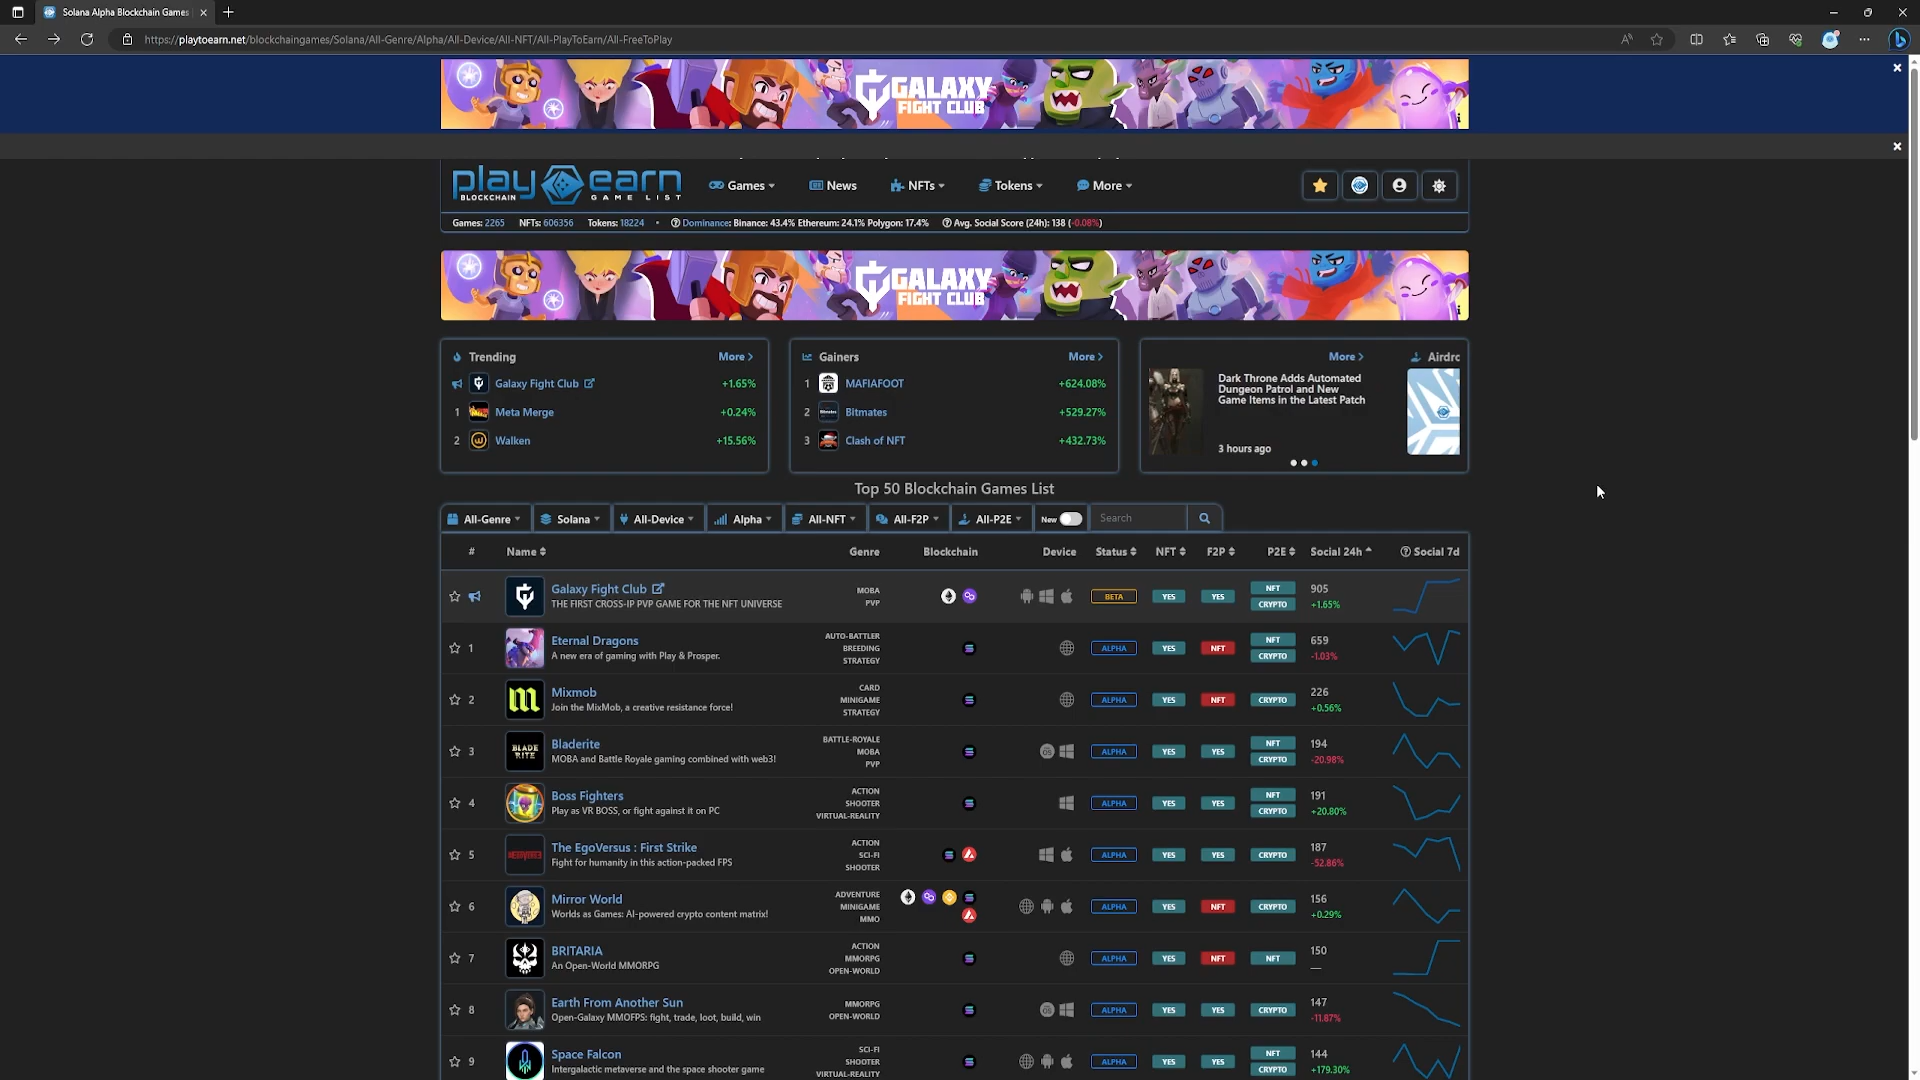 Solana Alpha Blockchain Games
https://playtoearn.net/blockchaingames/Solana/All-Genre/Alpha/All-Device/All-NFT/All-PlayToEarn/All-FreeToPlay
GALAXY
FIGHT CLUB
play earn
BLOCKCHAIN GAME LIST
Games News NFTs Tokens More
Games: 2265 NFTs: 606356 Tokens: 18224 • Dominance: Binance: 43.4% Ethereum: 24.1% Polygon: 17.4% Avg. Social Score (24h): 138 (-0.08%)
GALAXY
FIGHT CLUB
Trending More >
Galaxy Fight Club +1.65%
1 Meta Merge +0.24%
2 Walken +15.56%
Gainers More >
1 MAFIAFOOT +624.08%
2 Bitmates +529.27%
3 Clash of NFT +432.73%
More > Airdrc
Dark Throne Adds Automated
Dungeon Patrol and New
Game Items in the Latest Patch
3 hours ago
Top 50 Blockchain Games List
All-Genre Solana All-Device Alpha All-NFT All-F2P All-P2E New Search
# Name Genre Blockchain Device Status NFT F2P P2E Social 24h Social 7d
Galaxy Fight Club
THE FIRST CROSS-IP PVP GAME FOR THE NFT UNIVERSE
MOBA
PVP
BETA YES YES
NFT
CRYPTO
905
+1.65%
1 Eternal Dragons
A new era of gaming with Play & Prosper.
AUTO-BATTLER
BREEDING
STRATEGY
ALPHA YES NFT
NFT
CRYPTO
659
-1.03%
2 Mixmob
Join the MixMob, a creative resistance force!
CARD
MINIGAME
STRATEGY
ALPHA YES NFT CRYPTO
226
+0.56%
3 BLADE
RITE
Bladerite
MOBA and Battle Royale gaming combined with web3!
BATTLE-ROYALE
MOBA
PVP
ALPHA YES YES
NFT
CRYPTO
194
-20.98%
4 Boss Fighters
Play as VR BOSS, or fight against it on PC
ACTION
SHOOTER
VIRTUAL-REALITY
ALPHA YES YES
NFT
CRYPTO
191
+20.80%
5 The EgoVersus : First Strike
Fight for humanity in this action-packed FPS
ACTION
SCI-FI
SHOOTER
ALPHA YES YES CRYPTO
187
-52.86%
6 Mirror World
Worlds as Games: AI-powered crypto content matrix!
ADVENTURE
MINIGAME
MMO
ALPHA YES NFT CRYPTO
156
+0.29%
7 BRITARIA
An Open-World MMORPG
ACTION
MMORPG
OPEN-WORLD
ALPHA YES NFT NFT
150
—
8 Earth From Another Sun
Open-Galaxy MMOFPS: fight, trade, loot, build, win
MMORPG
OPEN-WORLD
ALPHA YES YES CRYPTO
147
-11.87%
9 Space Falcon
Intergalactic metaverse and the space shooter game
SCI-FI
SHOOTER
VIRTUAL-REALITY
ALPHA YES YES
NFT
CRYPTO
144
+179.30%